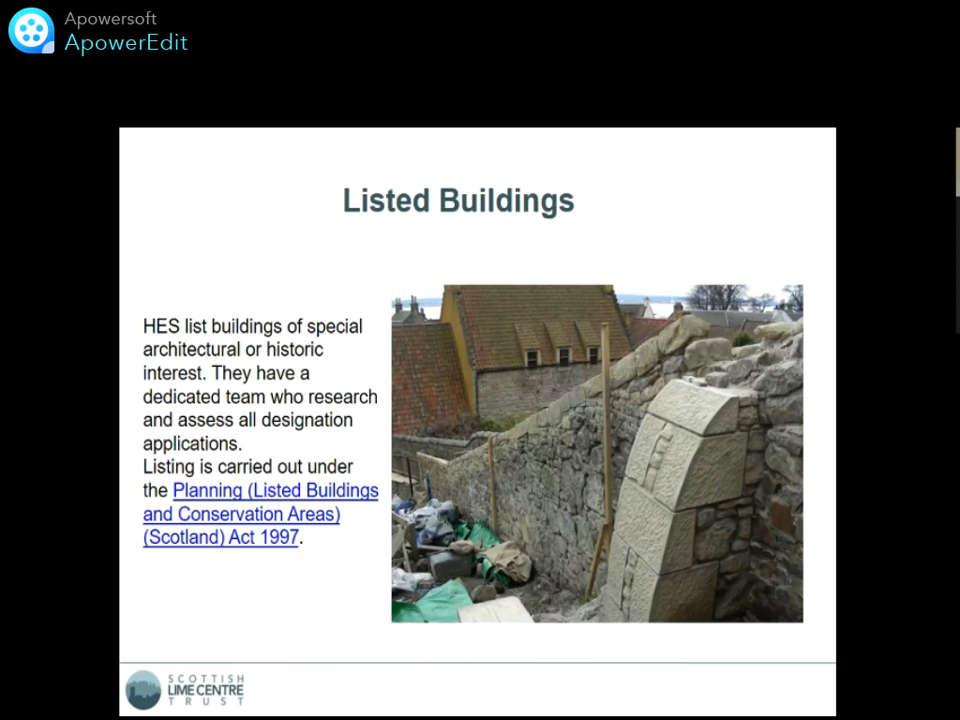 Apowersoft
ApowerEdit
Listed Buildings
HES list buildings of special
architectural or historic
interest. They have a
dedicated team who research
and assess all designation
applications.
Listing is carried out under
the Planning (Listed Buildings
and Conservation Areas)
(Scotland) Act 1997.
SCOTTISH
LIME CENTRE
TRUST